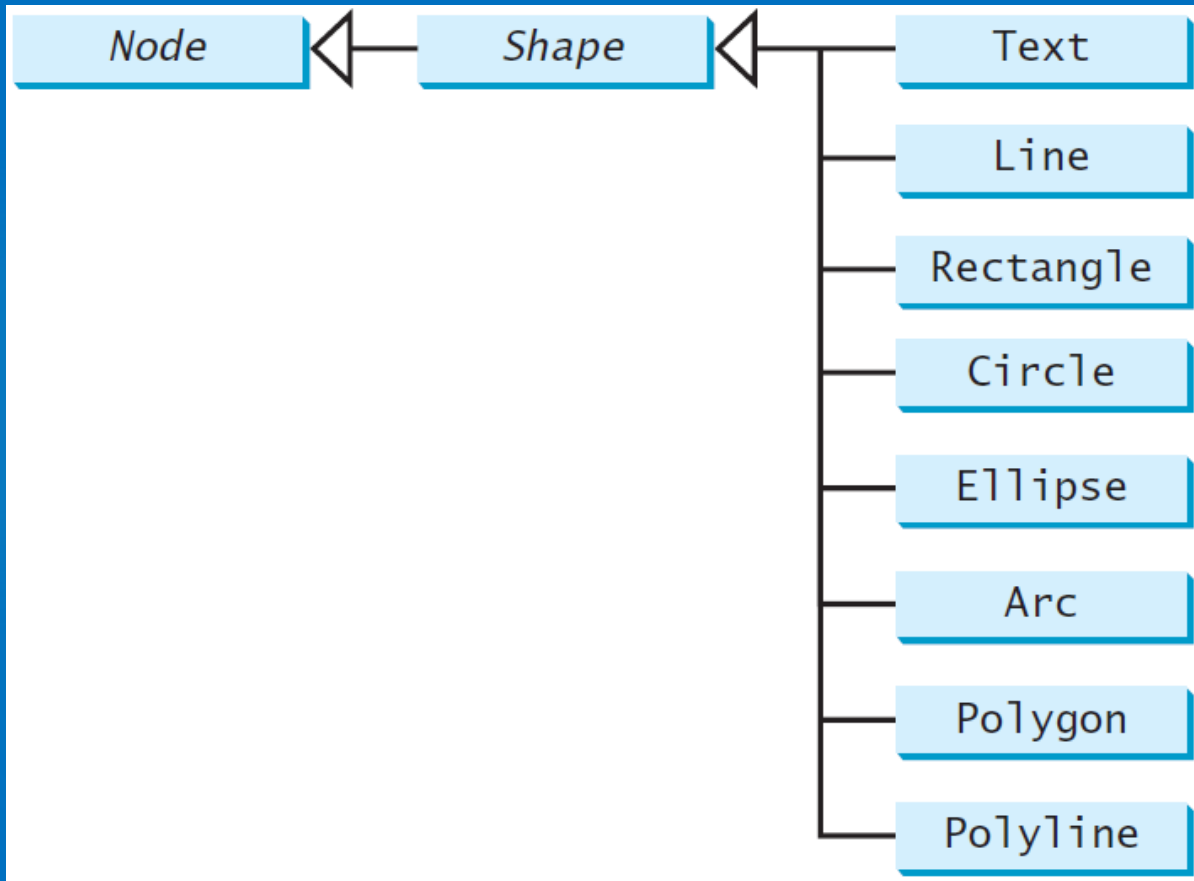 Node
Shape
Text
Line
Rectangle
Circle
Ellipse
Arc
Polygon
Polyline